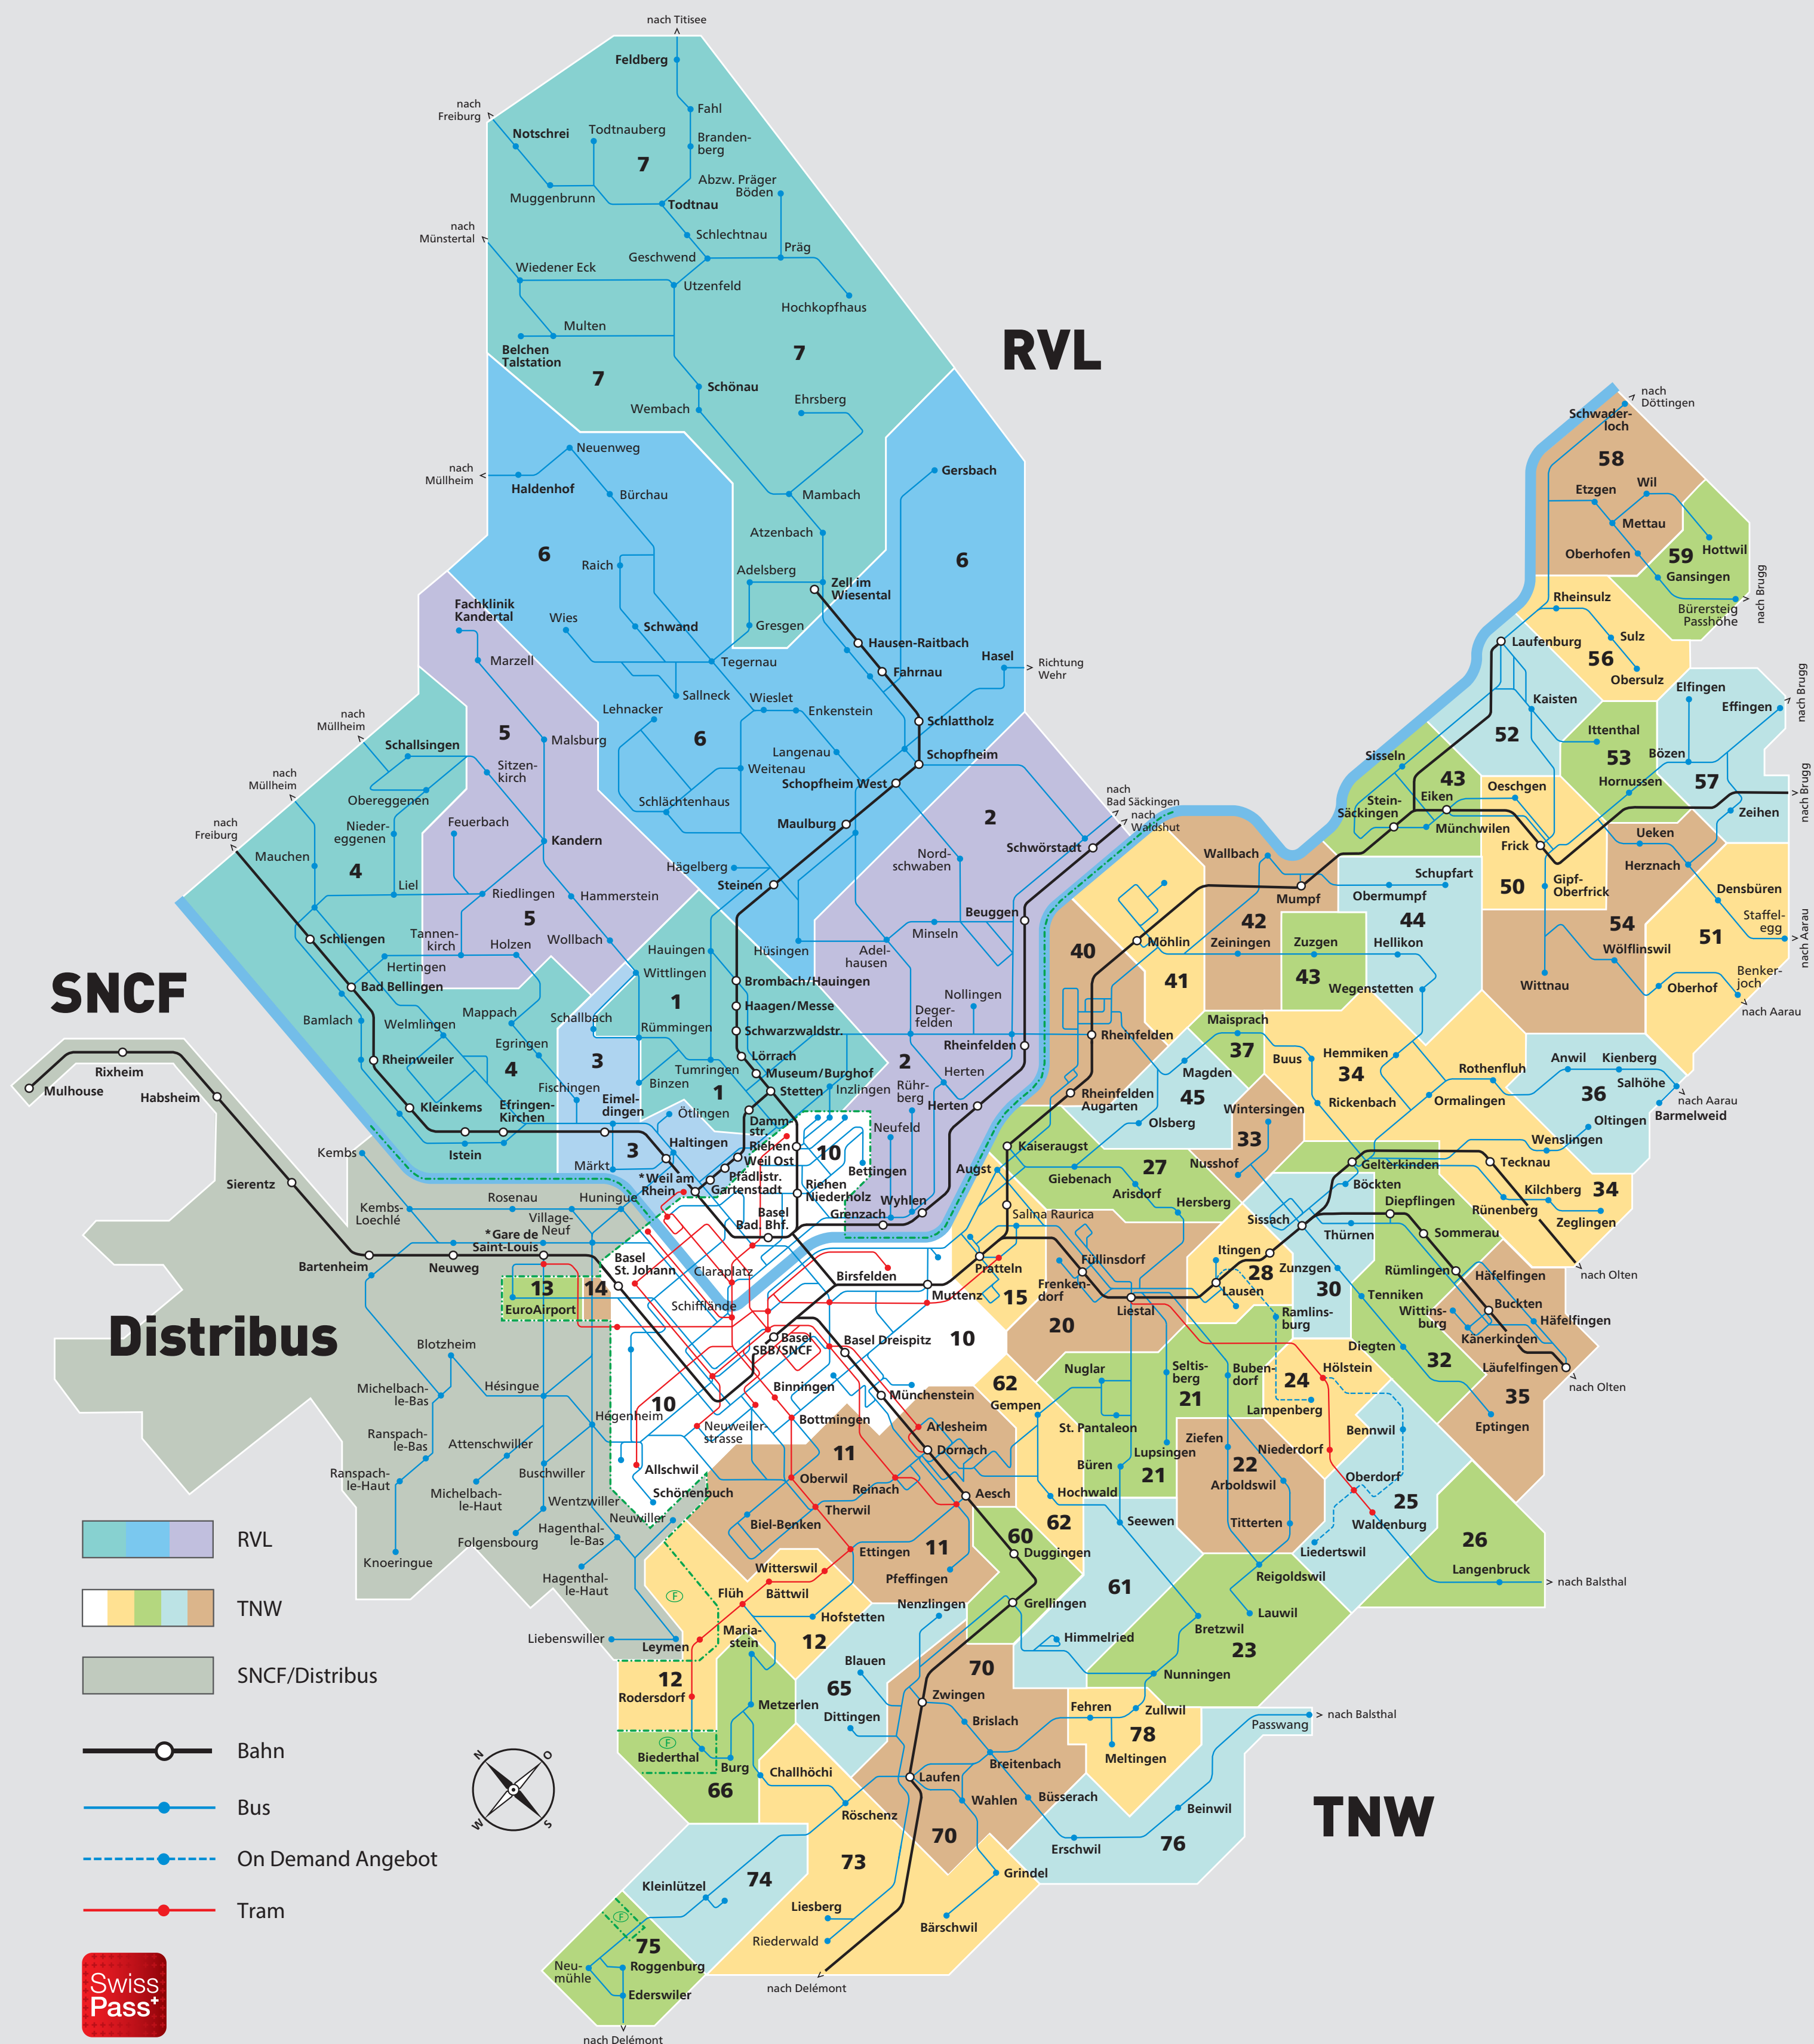 nach Titisee
Feldberg
nach
Freiburg
Fahl
Notschrei
Todtnauberg
Branden-
berg
7
Abzw. Präger
Böden
Muggenbrunn
Todtnau
nach
Münstertal
Schlechtnau
Präg
Geschwend
Wiedener Eck
Utzenfeld
Hochkopfhaus
Multen
Belchen
Talstation
7
7
RVL
Schönau
Wembach
Ehrsberg
nach
Döttingen
Schwader-
loch
58
Neuenweg
nach
Müllheim
Haldenhof
Bürchau
Mambach
Gersbach
Etzgen
Wil
Mettau
Atzenbach
Oberhofen
Hottwil
59
6
6
Raich
Adelsberg
Zell im
Wiesental
Gansingen
nach Brugg
Fachklinik
Kandertal
Wies
Schwand
Gresgen
Rheinsulz
Bürersteig
Passhöhe
Hausen-Raitbach
Laufenburg
Sulz
56
Obersulz
Marzell
Tegernau
Fahrnau
Hasel
Richtung
Wehr
Sallneck
Wieslet
Enkenstein
Kaisten
Elfingen
Effingen
nach Brugg
Lehnacker
Schlattholz
nach
Müllheim
5
Malsburg
6
Langenau
Schopfheim
52
Ittenthal
53
Schallsingen
Sitzen-
kirch
Weitenau
Schopfheim West
Sisseln
43
Bözen
Hornussen
57
nach
Müllheim
Obereggenen
Schlächtenhaus
nach
Bad Säckingen
nach
Waldshut
Stein-
Säckingen
Eiken
Oeschgen
nach Brugg
nach
Freiburg
Nieder-
eggenen
Feuerbach
Kandern
Maulburg
2
Schwörstadt
Münchwilen
Zeihen
Ueken
Mauchen
4
Liel
Riedlingen
Hammerstein
Hägelberg
Steinen
Nord-
schwaben
Wallbach
Frick
Herznach
Mumpf
Schupfart
Obermumpf
50
Gipf-
Oberfrick
Densbüren
Staffel-
egg
5
Schliengen
Tannen-
kirch
Holzen
Wollbach
Hauingen
Hüsingen
Minseln
Beuggen
Adel-
hausen
40
Möhlin
42
Zeiningen
Zuzgen
44
Hellikon
54
Wölflinswil
51
nach Aarau
SNCF
Hertingen
Bad Bellingen
Wittlingen
Brombach/Hauingen
41
43
Wegenstetten
Wittnau
Oberhof
Benker-
joch
nach Aarau
1
Haagen/Messe
Nollingen
Deger-
felden
Bamlach
Welmlingen
Mappach
Schallbach
Rümmingen
Schwarzwaldstr.
Rheinfelden
Rheinfelden
Maisprach
37
Egringen
3
Lörrach
2
Buus
Hemmiken
34
Anwil
Kienberg
Salhöhe
Rixheim
Mulhouse
Rheinweiler
4
Binzen
Tumringen
Museum/Burghof
Magden
Rothenfluh
Habsheim
Fischingen
1
Stetten
Inzlingen
Herten
Rühr-
berg
Rheinfelden
Augarten
45
Rickenbach
Ormalingen
36
nach Aarau
Barmelweid
Kleinkems
Efringen-
Kirchen
Eimel-
dingen
Ötlingen
Damm-
str.
Herten
Wintersingen
Oltingen
Istein
Haltingen
Riehen
10
Neufeld
Olsberg
33
Wenslingen
3
Weil Ost
Kaiseraugst
Nusshof
Gelterkinden
Tecknau
Kembs
Märkt
*Weil am
Rhein
Pfädlistr.
Gartenstadt
Bettingen
Augst
Giebenach
27
Böckten
34
Sierentz
Riehen
Niederholz
Wyhlen
Arisdorf
Hersberg
Diepflingen
Kilchberg
Kembs-
Loechlé
Rosenau
Huningue
Basel
Bad. Bhf.
Grenzach
Salina Raurica
Sissach
Rünenberg
Zeglingen
Village-
Neuf
Thürnen
Sommerau
*Gare de
Saint-Louis
Basel
St. Johann
Claraplatz
Birsfelden
Pratteln
Füllinsdorf
Itingen
28
Zunzgen
Rümlingen
Häfelfingen
nach Olten
Bartenheim
Neuweg
13
14
EuroAirport
Schifflände
Muttenz
15
Frenken-
dorf
Lausen
30
Tenniken
Buckten
Distribus
Liestal
Ramlins-
burg
Wittins-
burg
Häfelfingen
Basel
SBB/SNCF
Basel Dreispitz
10
20
Diegten
Känerkinden
32
Blotzheim
Läufelfingen
nach Olten
Michelbach-
le-Bas
Hésingue
Binningen
Münchenstein
62
Nuglar
Seltis-
berg
Buben-
dorf
Hölstein
24
10
Gempen
21
Lampenberg
35
Hégenheim
Neuweiler-
strasse
Bottmingen
Arlesheim
St. Pantaleon
Bennwil
Eptingen
Ranspach-
le-Bas
Attenschwiller
11
Dornach
Lupsingen
Ziefen
Niederdorf
Ranspach-
le-Haut
Buschwiller
Allschwil
Oberwil
Büren
21
22
Arboldswil
Oberdorf
Michelbach-
le-Haut
Schönenbuch
Reinach
Aesch
Hochwald
25
Wentzwiller
Neuwiller
Therwil
Biel-Benken
62
Seewen
Titterten
Waldenburg
RVL
Folgensbourg
Hagenthal-
le-Bas
60
Liedertswil
26
Knoeringue
Ettingen
11
Duggingen
Hagenthal-
le-Haut
Witterswil
Pfeffingen
Reigoldswil
Langenbruck
nach Balsthal
Flüh
Bättwil
61
TNW
F
Hofstetten
Nenzlingen
Grellingen
Lauwil
Liebenswiller
Leymen
Maria-
stein
12
Himmelried
Bretzwil
23
SNCF/Distribus
12
Blauen
70
Nunningen
Rodersdorf
65
Zwingen
Metzerlen
Dittingen
Brislach
Fehren
Zullwil
Passwang
nach Balsthal
Bahn
F
Biederthal
78
Burg
Breitenbach
Meltingen
N
O
W
S
66
Challhöchi
Laufen
Bus
Röschenz
Wahlen
Büsserach
Beinwil
TNW
70
Erschwil
76
On Demand Angebot
73
Kleinlützel
74
Grindel
Tram
F
Liesberg
Bärschwil
75
Riederwald
Swiss
Pass+
Neu-
mühle
Roggenburg
Ederswiler
nach Delémont
nach Delémont